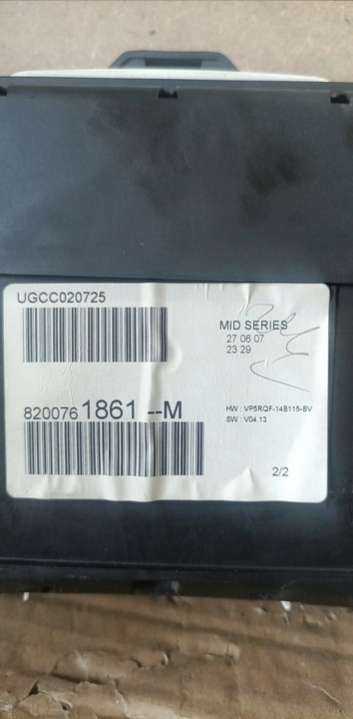 UGCC020725
MID SERIES
27 06 07
23 29
8200761861--M
HW : VP5RQF-14B115-BV
SW : V04.13
2/2